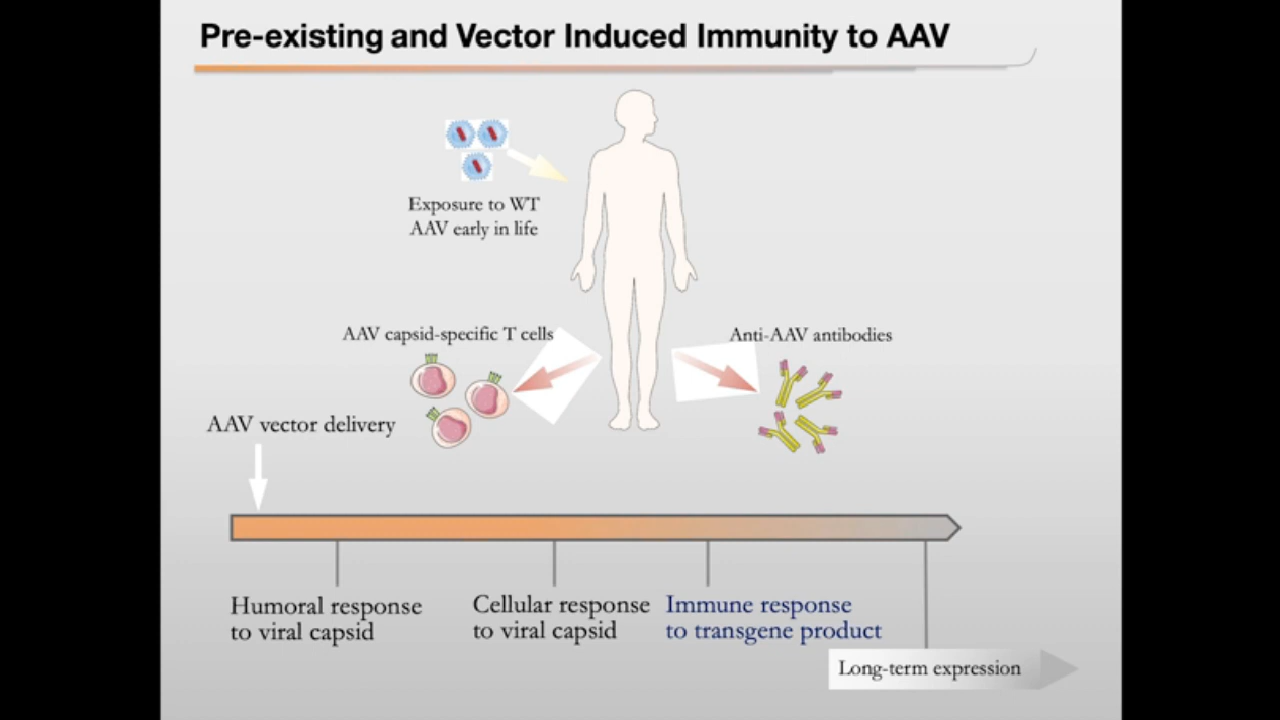 Pre-existing and Vector Induced Immunity to AAV
Exposure to WT
AAV early in life
AAV capsid-specific T cells
Anti-AAV antibodies
AAV vector delivery
Humoral response
to viral capsid
Cellular response
to viral capsid
Immune response
to transgene product
Long-term expression